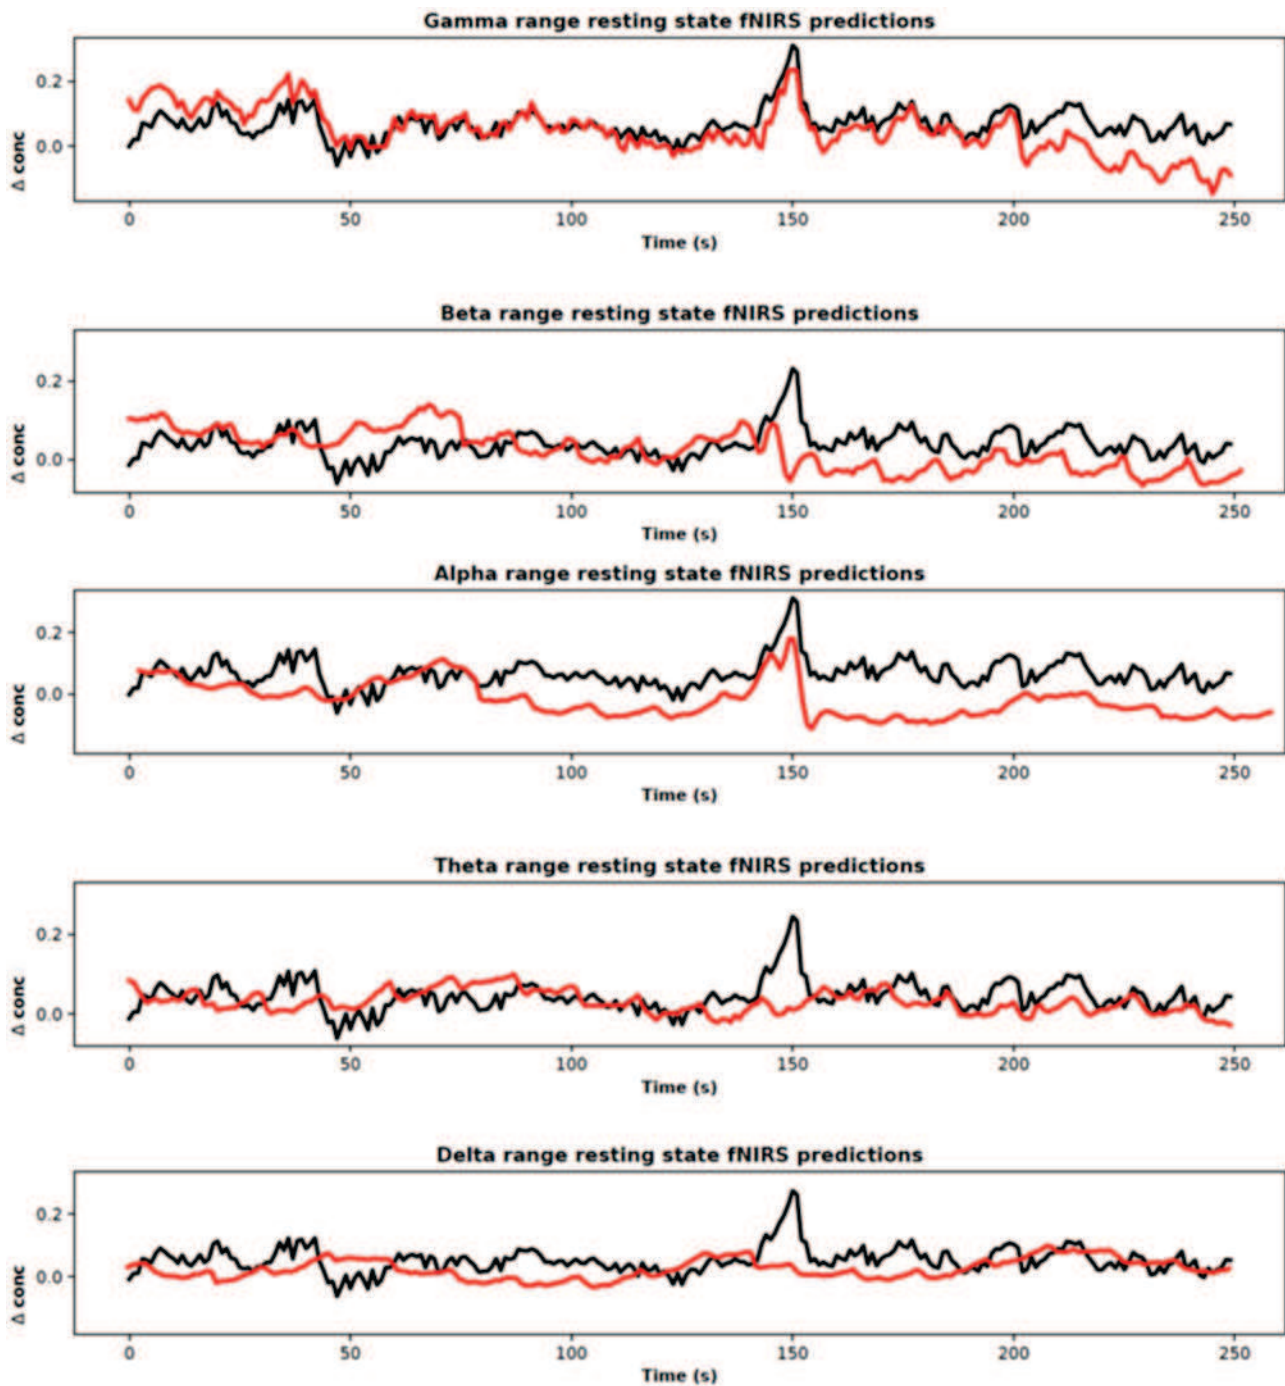 Gamma range resting state fNIRS predictions
0.2
0.0
Δ conc
0 50 100 150 200 250
Time (s)
Beta range resting state fNIRS predictions
0.2
0.0
Δ conc
0 50 100 150 200 250
Time (s)
Alpha range resting state fNIRS predictions
0.2
0.0
Δ conc
0 50 100 150 200 250
Time (s)
Theta range resting state fNIRS predictions
0.2
0.0
Δ conc
0 50 100 150 200 250
Time (s)
Delta range resting state fNIRS predictions
0.2
0.0
Δ conc
0 50 100 150 200 250
Time (s)